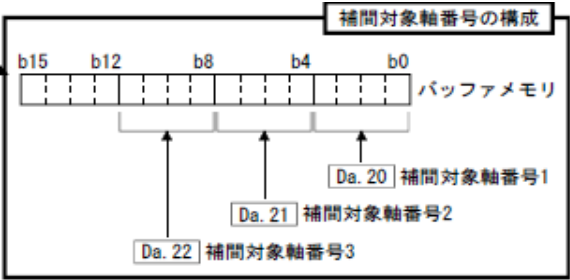 補間対象軸番号の構成
b15 b12 b8 b4 b0
バッファメモリ
Da. 20 補間対象軸番号1
Da. 21 補間対象軸番号2
Da. 22 補間対象軸番号3